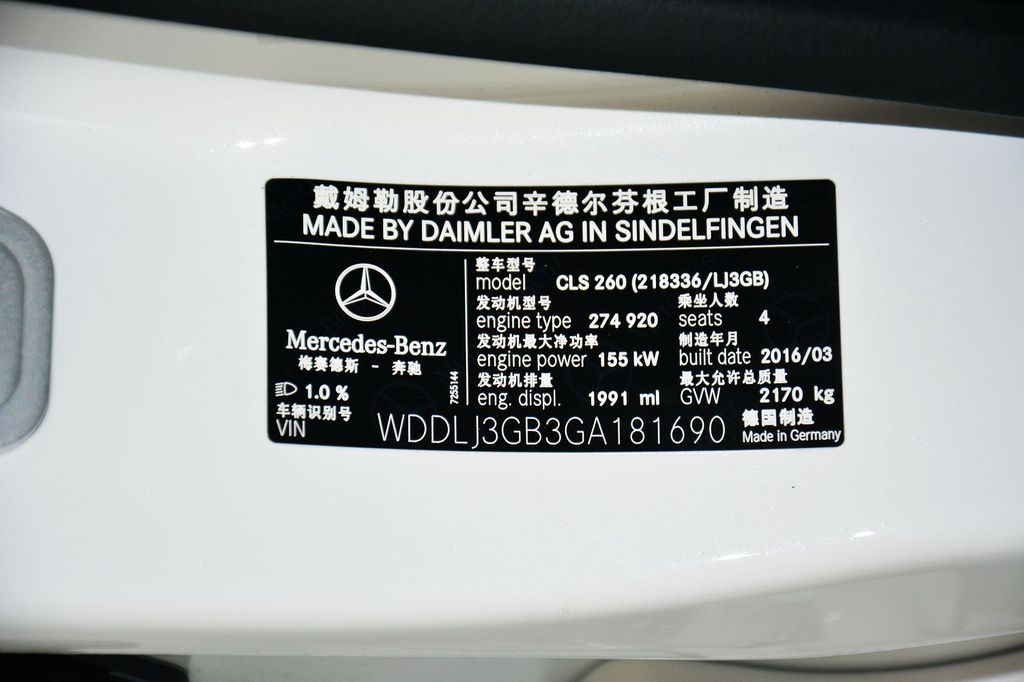 戴姆勒股份公司辛德尔芬根工厂制造
MADE BY DAIMLER AG IN SINDELFINGEN
Mercedes-Benz
梅赛德斯 - 奔驰
1.0 %
车辆识别号
VIN
7255144
整车型号
model CLS 260 (218336/LJ3GB)
发动机型号 乘坐人数
engine type 274 920 seats 4
发动机最大净功率 制造年月
engine power 155 kW built date 2016/03
发动机排量 最大允许总质量
eng. displ. 1991 ml GVW 2170 kg
WDDLJ3GB3GA181690
德国制造
Made in Germany